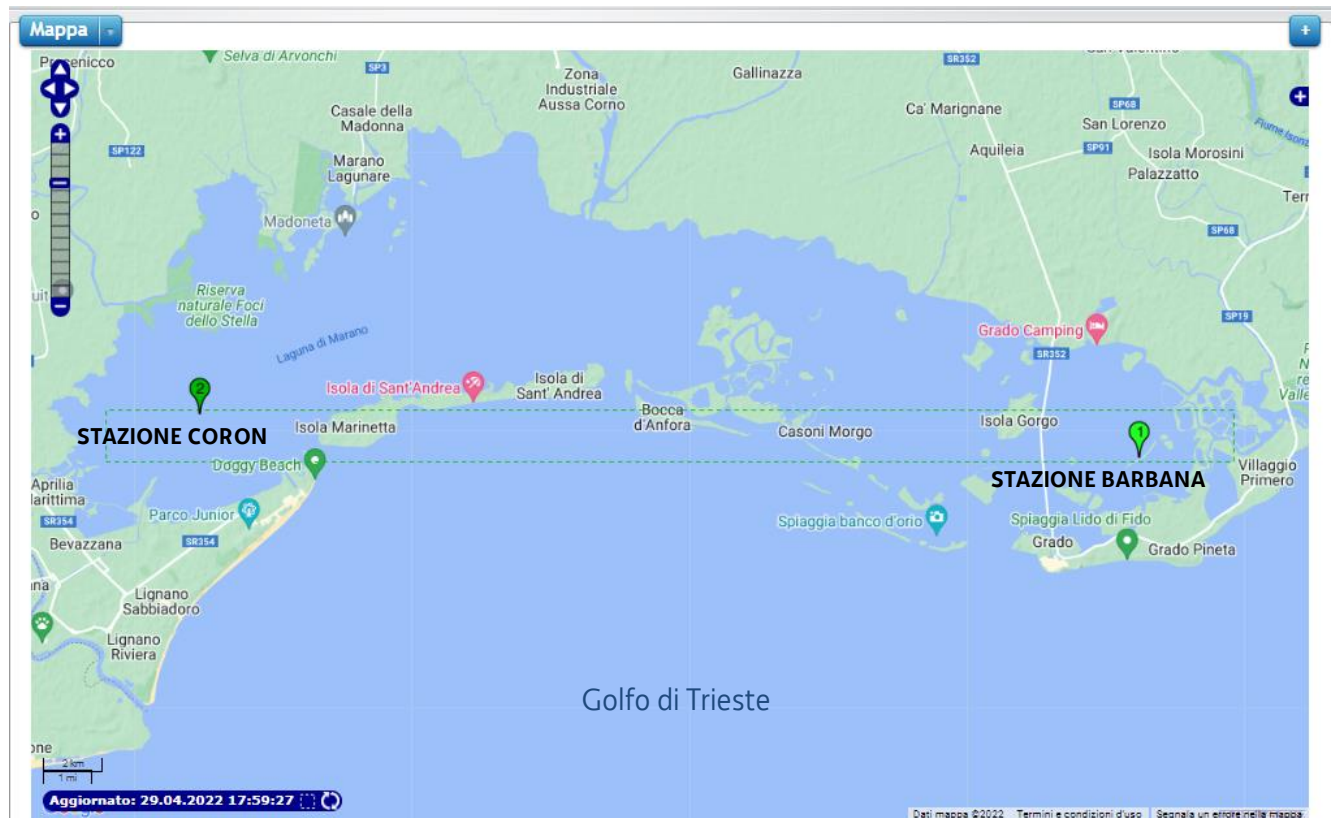 Mappa
Selva di Arvonchi
SP3
Zona
Industriale
Aussa Corno
Gallinazza
SR352
Casale della
Madonna
Ca' Marignane
SP68
San Lorenzo
SP122
Marano
Lagunare
Aquileia
SP91
Isola Morosini
Palazzatto
Madoneta
SP68
Riserva
naturale Foci
dello Stella
Laguna di Marano
SP19
Grado Camping
SR352
2
Isola di Sant'Andrea
Isola di
Sant' Andrea
STAZIONE CORON
Isola Marinetta
Bocca
d'Anfora
Casoni Morgo
Isola Gorgo
1
Doggy Beach
STAZIONE BARBANA
Villaggio
Primero
Aprilia
Marittima
SR354
Parco Junior
Spiaggia banco d'orio
Spiaggia Lido di Fido
Bevazzana
SR354
Grado
Grado Pineta
Lignano
Sabbiadoro
Lignano
Riviera
Golfo di Trieste
2 km
1 mi
Aggiornato: 29.04.2022 17:59:27
Dati mappa ©2022 Termini e condizioni d'uso Segnala un errore nella mappa